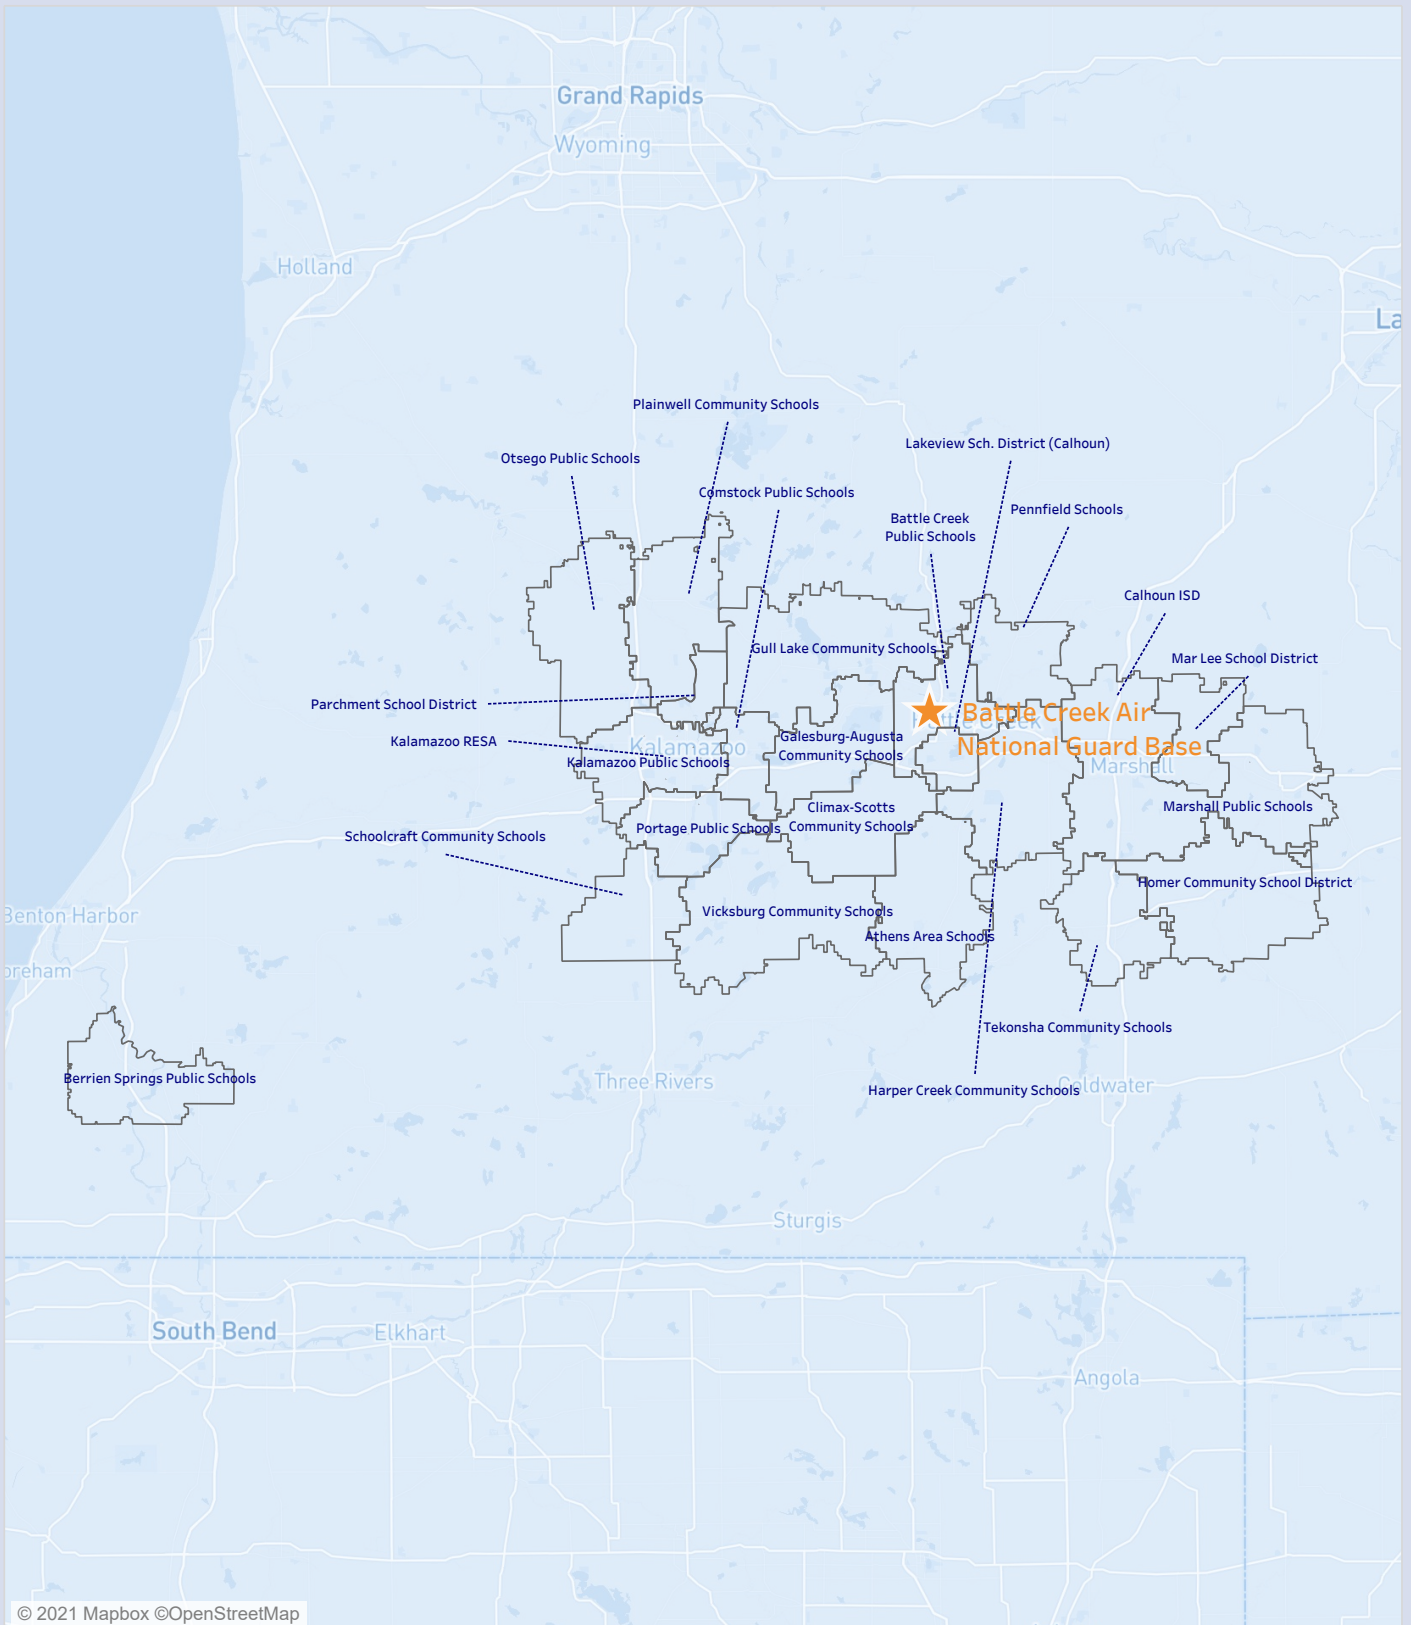 Grand Rapids
Wyoming
Holland
La
Plainwell Community Schools
Lakeview Sch. District (Calhoun)
Otsego Public Schools
Comstock Public Schools
Pennfield Schools
Battle Creek
Public Schools
Calhoun ISD
Gull Lake Community Schools
Mar Lee School District
Parchment School District
Battle Creek
Battle Creek Air
National Guard Base
Galesburg-Augusta
Community Schools
Kalamazoo RESA
Kalamazoo
Kalamazoo Public Schools
Marshall
Climax-Scotts
Community Schools
Marshall Public Schools
Schoolcraft Community Schools
Portage Public Schools
Homer Community School District
Benton Harbor
Vicksburg Community Schools
Athens Area Schools
oreham
Tekonsha Community Schools
Berrien Springs Public Schools
Three Rivers
Coldwater
Harper Creek Community Schools
Sturgis
South Bend
Elkhart
Angola
© 2021 Mapbox ©OpenStreetMap